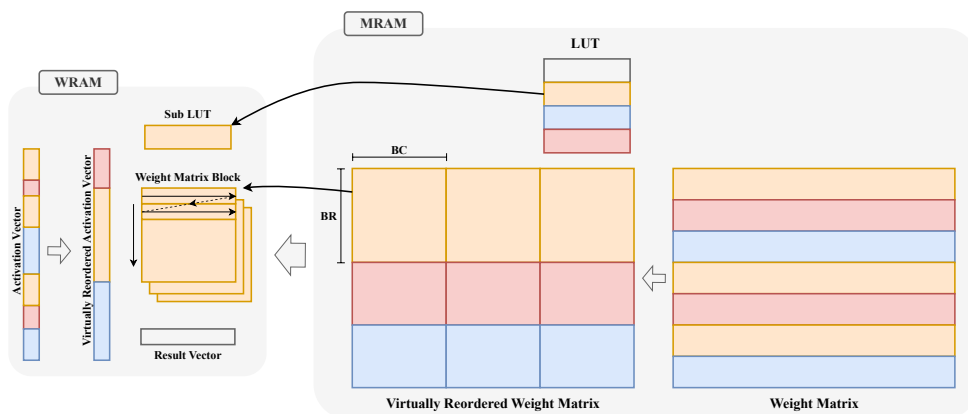 MRAM
LUT
WRAM
Sub LUT
BC
Weight Matrix Block
BR
Activation Vector
Virtually Reordered Activation Vector
Result Vector
Virtually Reordered Weight Matrix
Weight Matrix